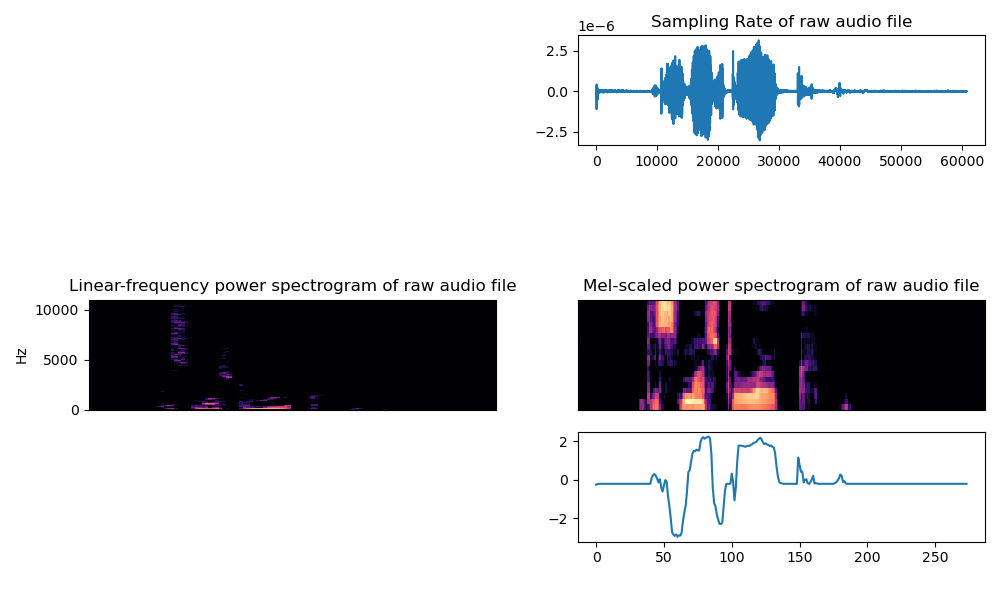 Sampling Rate of raw audio file
1e−6
2.5
0.0
−2.5
0 10000 20000 30000 40000 50000 60000
Linear-frequency power spectrogram of raw audio file
Hz
10000
5000
0
Mel-scaled power spectrogram of raw audio file
2
0
−2
0 50 100 150 200 250